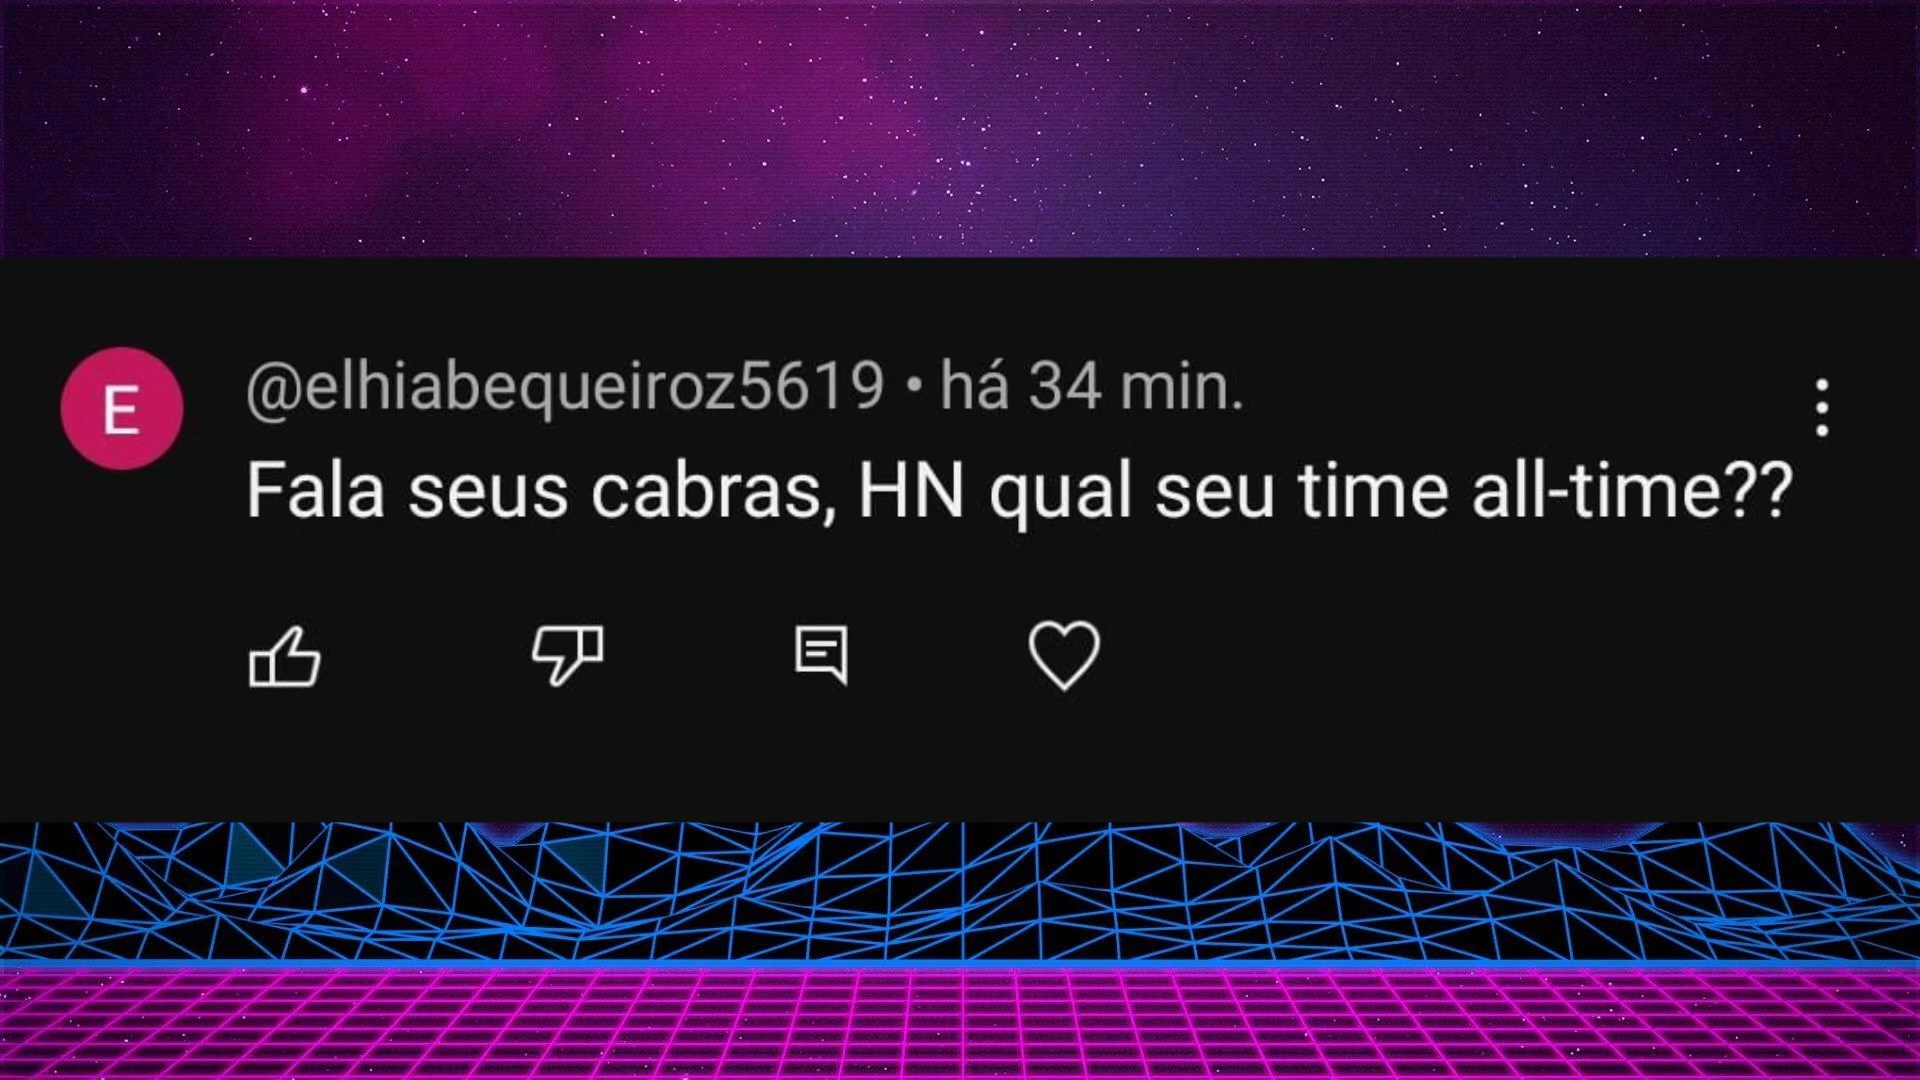 E
@elhiabequeiroz5619 • há 34 min.
Fala seus cabras, HN qual seu time all-time??